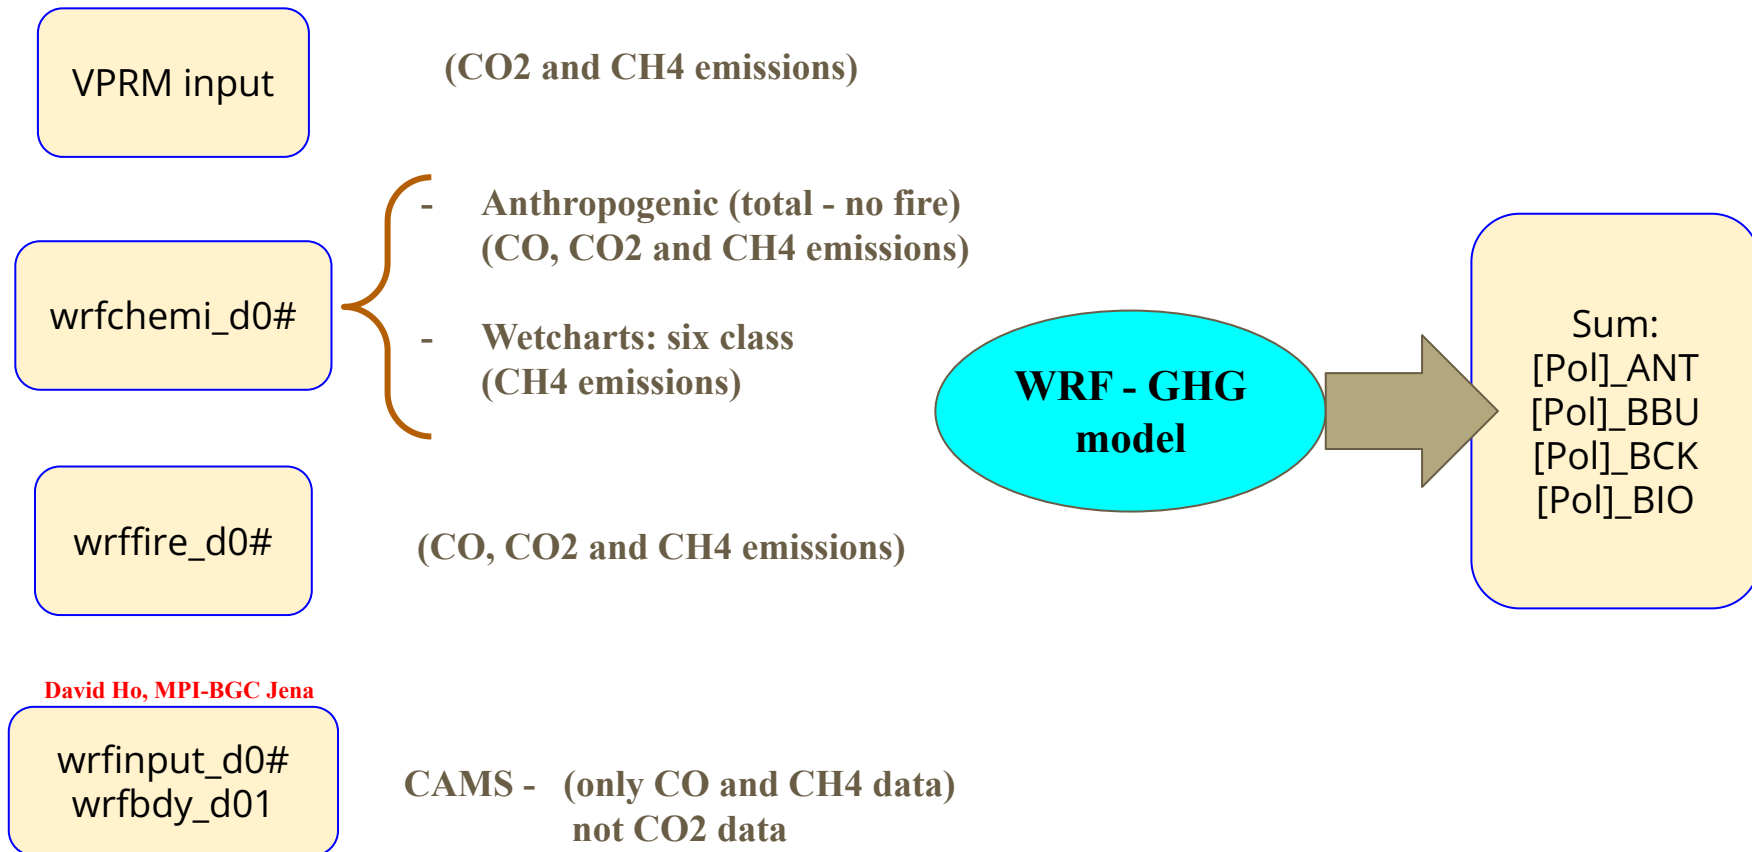 VPRM input
(CO2 and CH4 emissions)
wrfchemi_d0#
- Anthropogenic (total - no fire)
(CO, CO2 and CH4 emissions)
- Wetcharts: six class
(CH4 emissions)
wrffire_d0#
(CO, CO2 and CH4 emissions)
David Ho, MPI-BGC Jena
wrfinput_d0#
wrfbdy_d01
CAMS - (only CO and CH4 data)
not CO2 data
WRF - GHG
model
Sum:
[Pol]_ANT
[Pol]_BBU
[Pol]_BCK
[Pol]_BIO